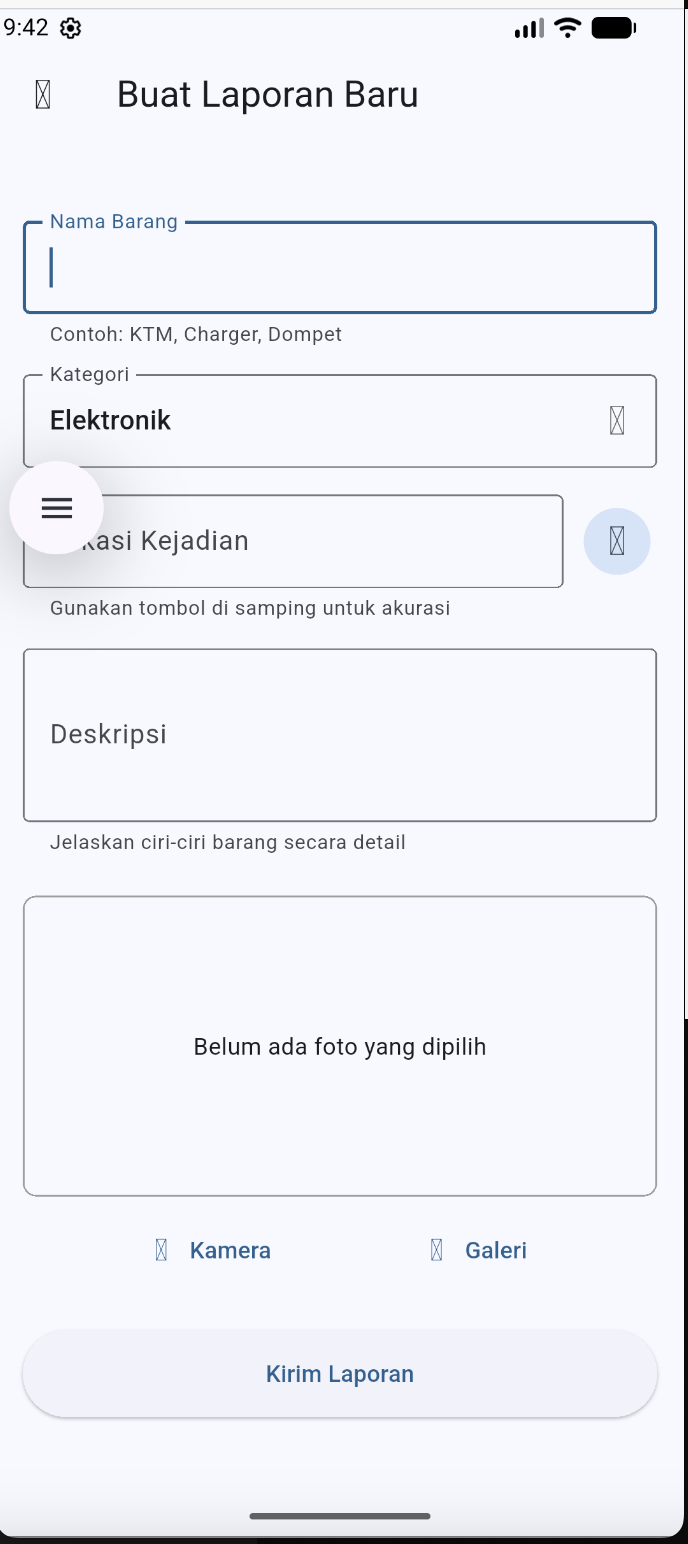 9:42
Buat Laporan Baru
Nama Barang
Contoh: KTM, Charger, Dompet
Kategori
Elektronik
kasi Kejadian
Gunakan tombol di samping untuk akurasi
Deskripsi
Jelaskan ciri-ciri barang secara detail
Belum ada foto yang dipilih
Kamera
Galeri
Kirim Laporan